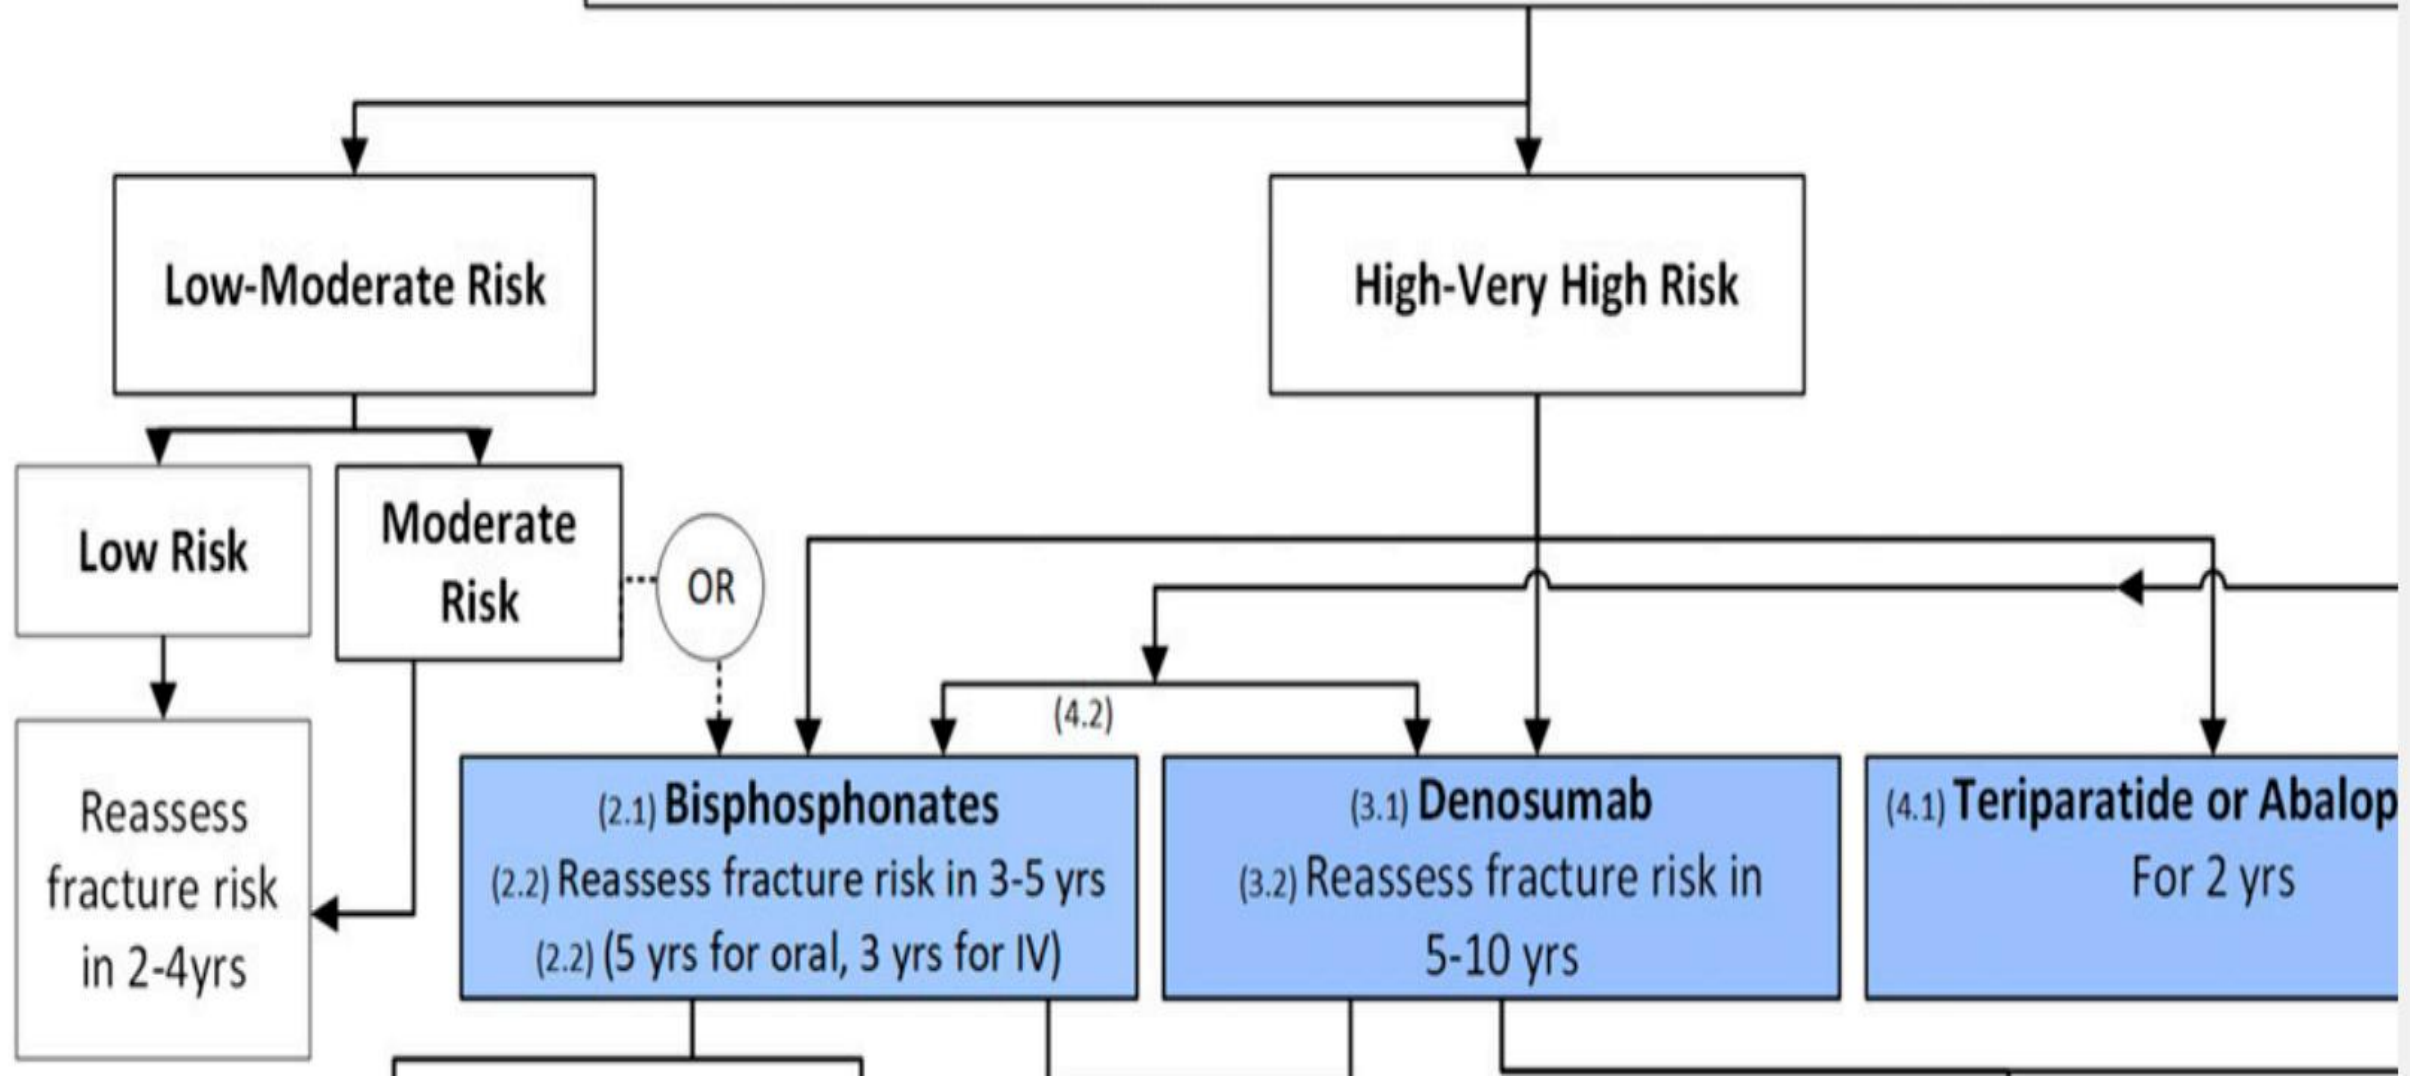 Low-Moderate Risk
High-Very High Risk
Low Risk
Moderate
Risk
OR
(4.2)
Reassess
fracture risk
in 2-4yrs
(2.1) Bisphosphonates
(2.2) Reassess fracture risk in 3-5 yrs
(2.2) (5 yrs for oral, 3 yrs for IV)
(3.1) Denosumab
(3.2) Reassess fracture risk in
5-10 yrs
(4.1) Teriparatide or Abalop
For 2 yrs